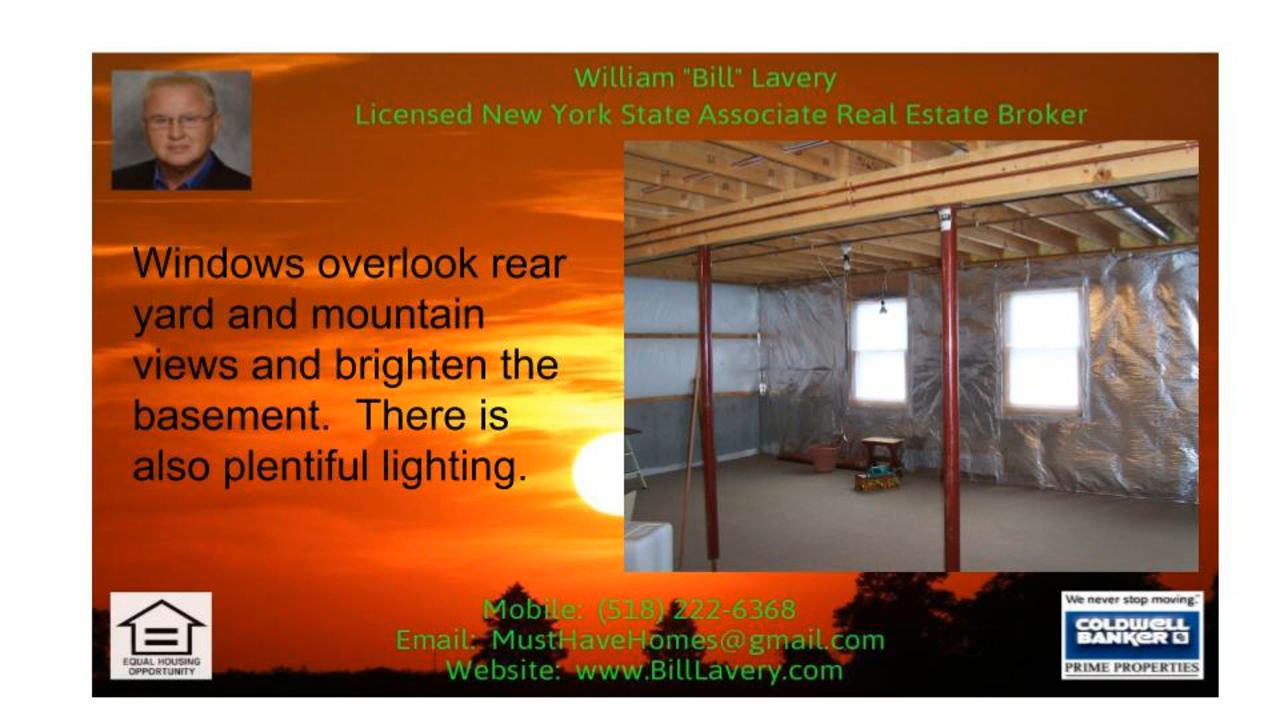 William "Bill" Lavery
Licensed New York State Associate Real Estate Broker
Windows overlook rear
yard and mountain
views and brighten the
basement.  There is
also plentiful lighting.
Mobile:  (518) 222-6368
Email:  MustHaveHomes@gmail.com
Website:  www.BillLavery.com
EQUAL HOUSING
OPPORTUNITY
We never stop moving.
COLDWELL
BANKER
PRIME PROPERTIES